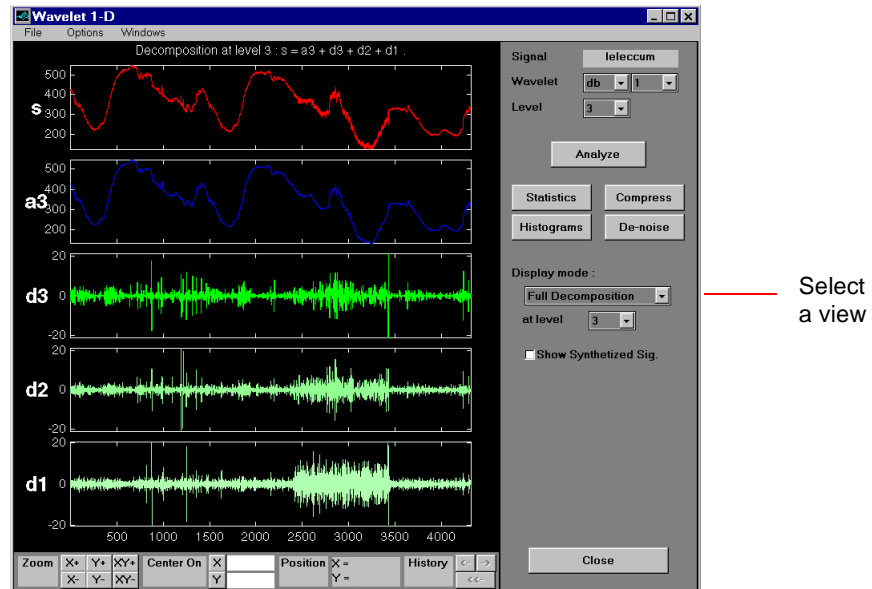 Wavelet 1-D
File Options Windows
Decomposition at level 3 : s = a3 + d3 + d2 + d1 .
500
400
s
300
200
500
400
a3
300
200
20
d3
0
-20
20
d2
0
-20
20
d1
0
-20
500 1000 1500 2000 2500 3000 3500 4000
Zoom X+ Y+ XY+ Center On X Position X = History <- ->
X- Y- XY- Y Y = <<-
Signal leleccum
Wavelet db 1
Level 3
Analyze
Statistics Compress
Histograms De-noise
Display mode :
Full Decomposition
at level 3
Show Synthetized Sig.
Close
Select
a view